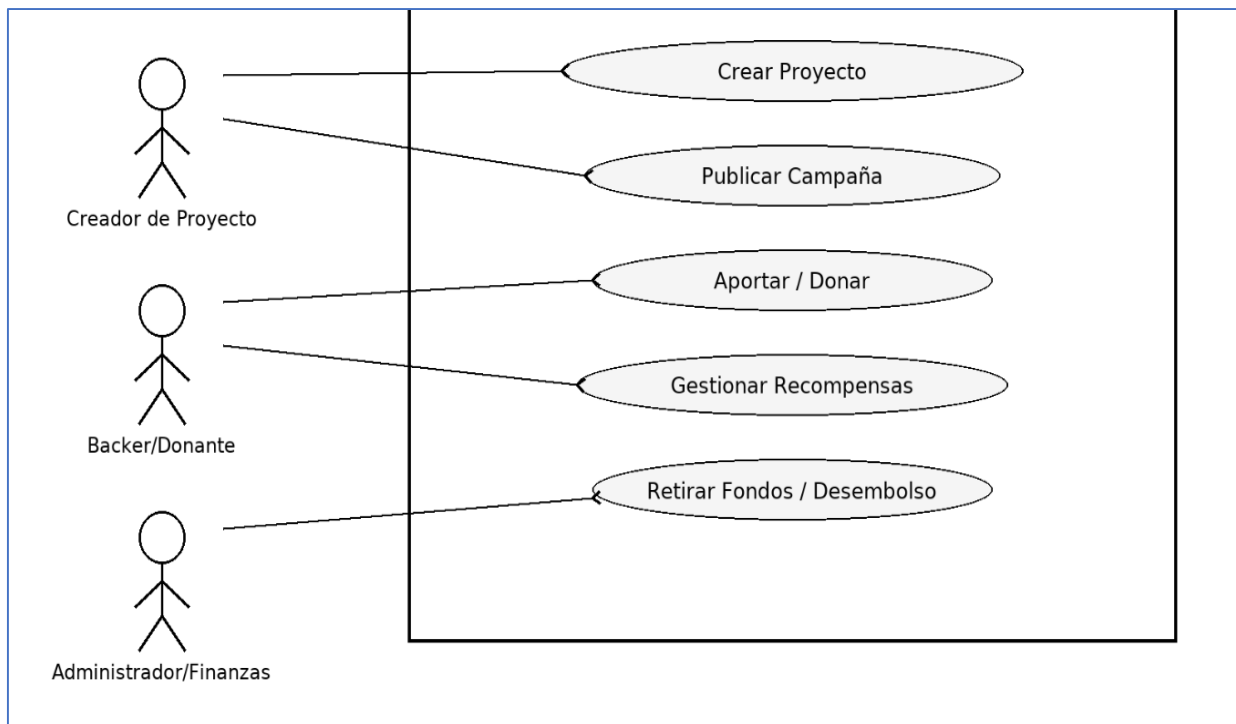 Crear Proyecto
Publicar Campaña
Creador de Proyecto
Aportar / Donar
Gestionar Recompensas
Backer/Donante
Retirar Fondos / Desembolso
Administrador/Finanzas